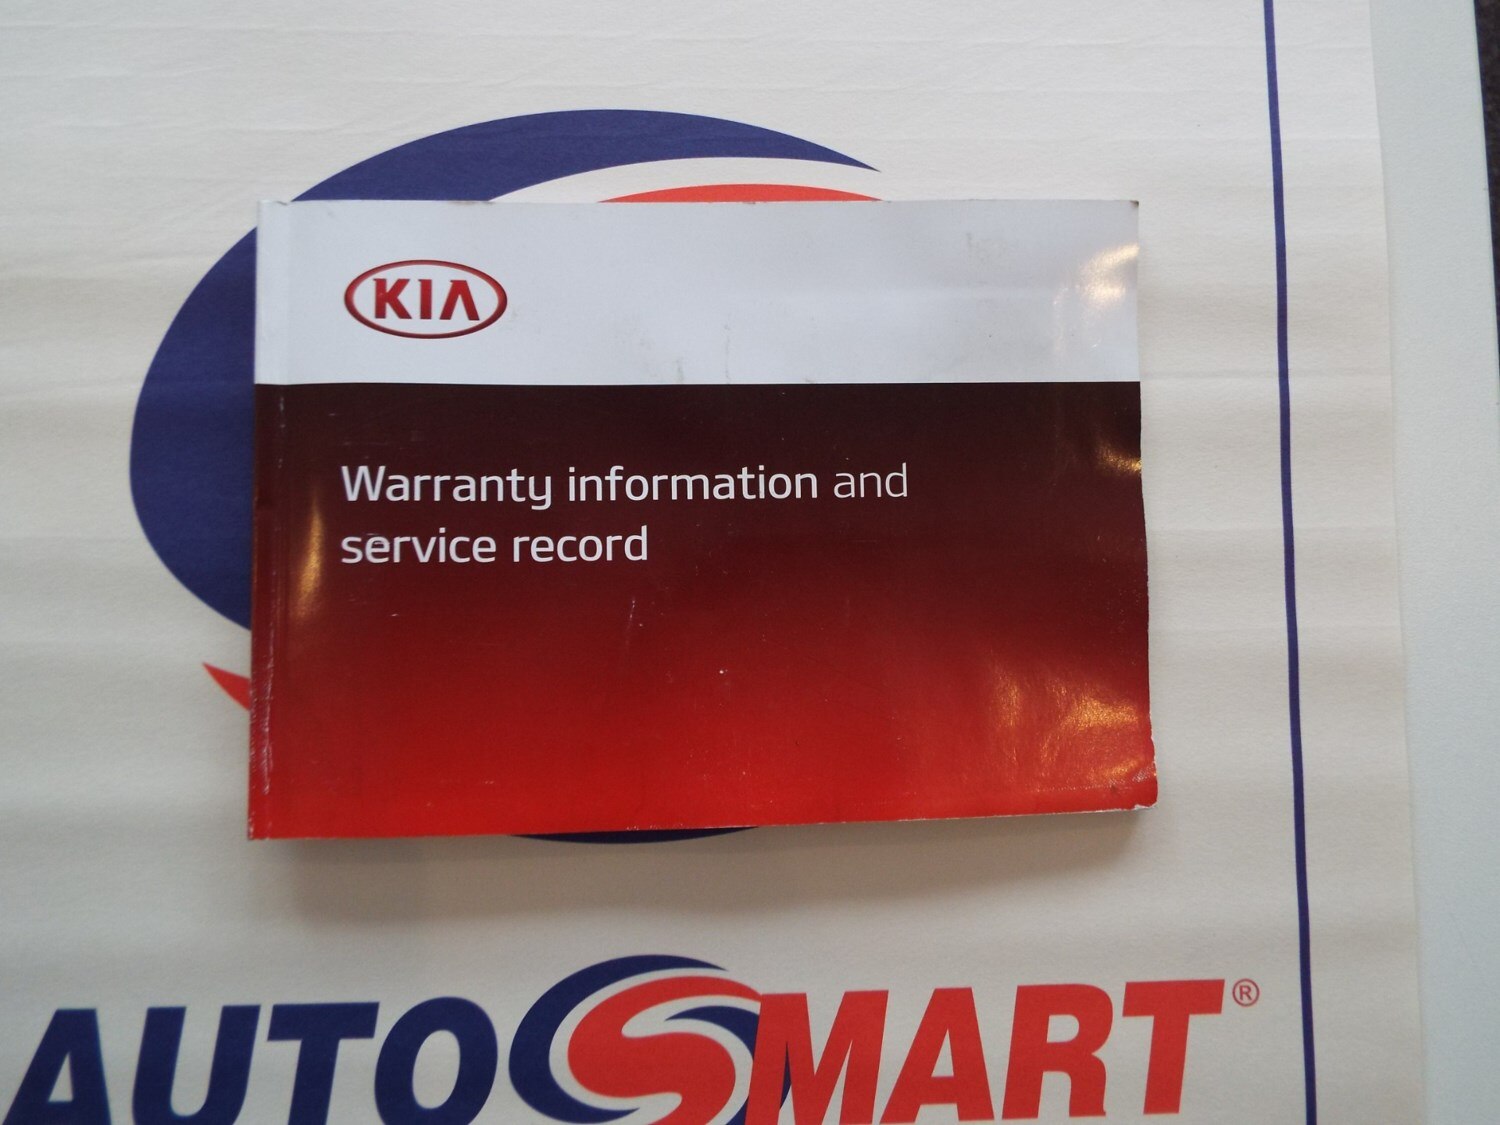 KIA
Warranty information and
service record
AUTOSMART®